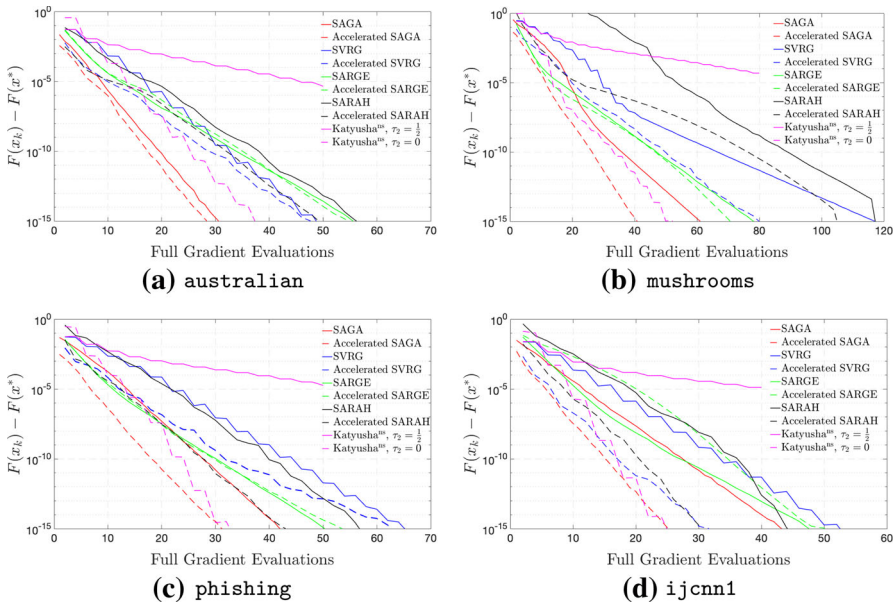 10^0
10^-5
10^-10
10^-15
F(x_k) − F(x^*)
0 10 20 30 40 50 60 70
Full Gradient Evaluations
SAGA
Accelerated SAGA
SVRG
Accelerated SVRG
SARGE
Accelerated SARGE
SARAH
Accelerated SARAH
Katyusha^ns, τ_2 = 1/2
Katyusha^ns, τ_2 = 0
(a) australian
10^0
10^-5
10^-10
10^-15
F(x_k) − F(x^*)
0 20 40 60 80 100 120
Full Gradient Evaluations
SAGA
Accelerated SAGA
SVRG
Accelerated SVRG
SARGE
Accelerated SARGE
SARAH
Accelerated SARAH
Katyusha^ns, τ_2 = 1/2
Katyusha^ns, τ_2 = 0
(b) mushrooms
10^0
10^-5
10^-10
10^-15
F(x_k) − F(x^*)
0 10 20 30 40 50 60 70
Full Gradient Evaluations
SAGA
Accelerated SAGA
SVRG
Accelerated SVRG
SARGE
Accelerated SARGE
SARAH
Accelerated SARAH
Katyusha^ns, τ_2 = 1/2
Katyusha^ns, τ_2 = 0
(c) phishing
10^0
10^-5
10^-10
10^-15
F(x_k) − F(x^*)
0 10 20 30 40 50 60
Full Gradient Evaluations
SAGA
Accelerated SAGA
SVRG
Accelerated SVRG
SARGE
Accelerated SARGE
SARAH
Accelerated SARAH
Katyusha^ns, τ_2 = 1/2
Katyusha^ns, τ_2 = 0
(d) ijcnn1